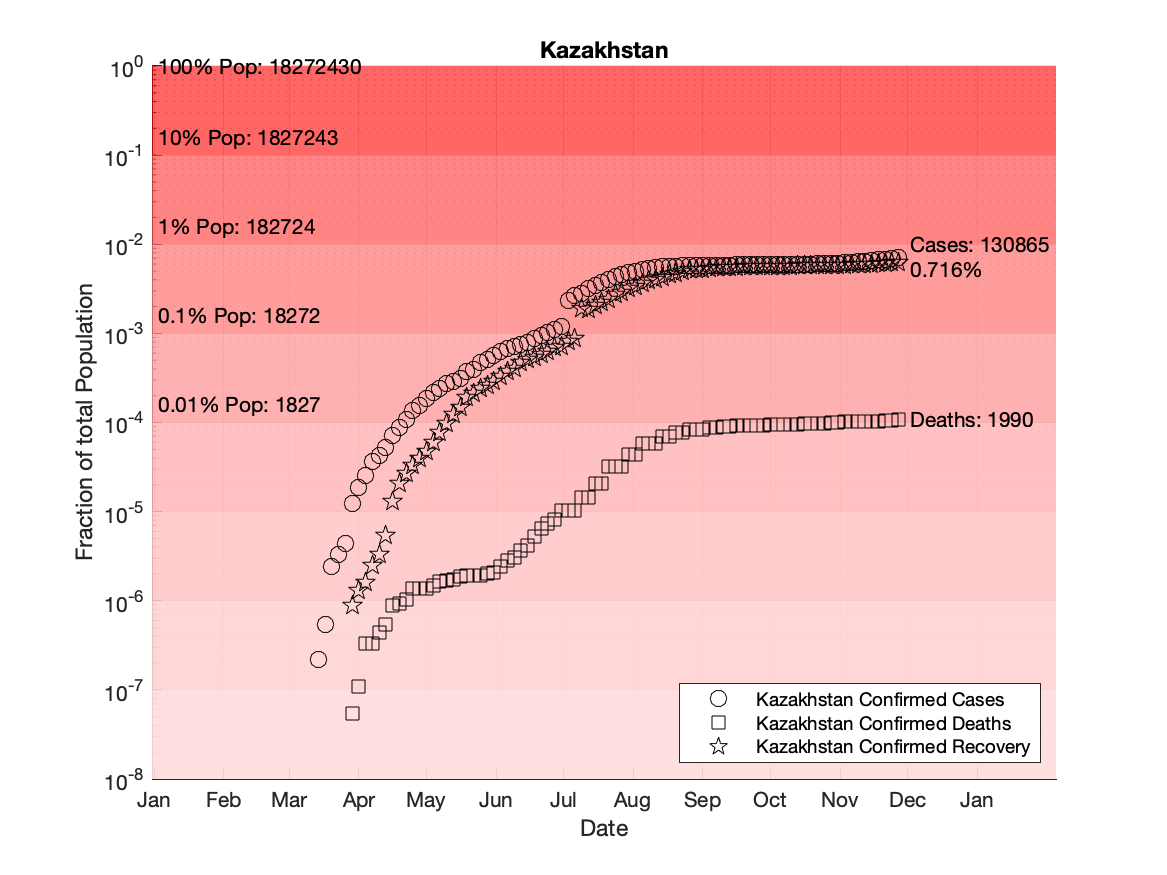 Kazakhstan
10^0
100% Pop: 18272430
10% Pop: 1827243
10^-1
1% Pop: 182724
10^-2
Cases: 130865
0.716%
0.1% Pop: 18272
10^-3
0.01% Pop: 1827
10^-4
Deaths: 1990
10^-5
10^-6
10^-7
10^-8
Fraction of total Population
Kazakhstan Confirmed Cases
Kazakhstan Confirmed Deaths
Kazakhstan Confirmed Recovery
Jan Feb Mar Apr May Jun Jul Aug Sep Oct Nov Dec Jan
Date